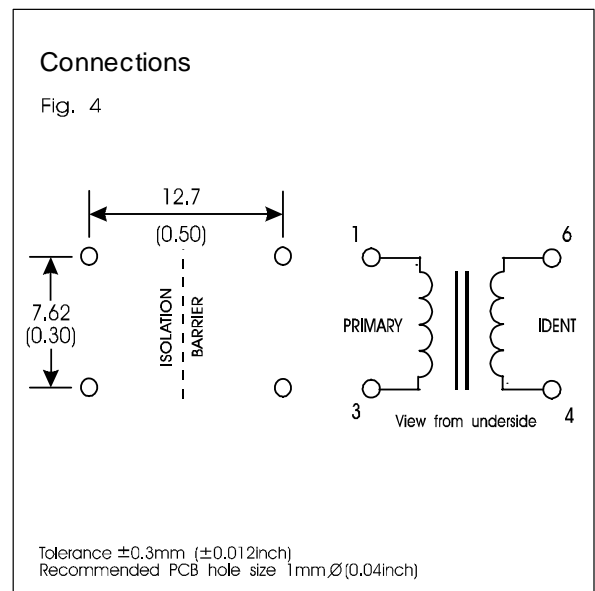 Connections
Fig. 4
12.7
(0.50)
7.62
(0.30)
ISOLATION
BARRIER
1
6
PRIMARY
IDENT
3
4
View from underside
Tolerance ±0.3mm (±0.012inch)
Recommended PCB hole size 1mmØ(0.04inch)